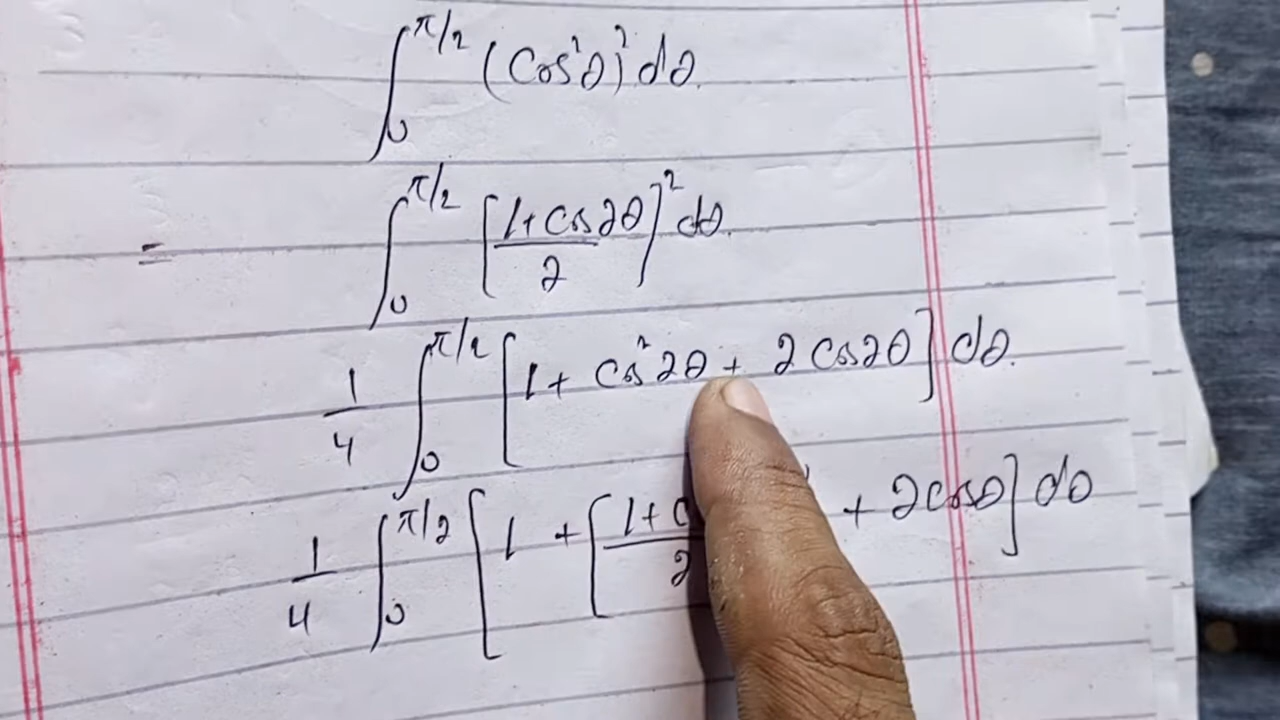 ∫₀^π/2 (Cos²θ)² dθ.
= ∫₀^π/2 [1+Cos2θ/2]² dθ.
1/4 ∫₀^π/2 [1 + Cos²2θ + 2Cos2θ] dθ.
1/4 ∫₀^π/2 [1 + [1+C /2 + 2Cosθ] dθ